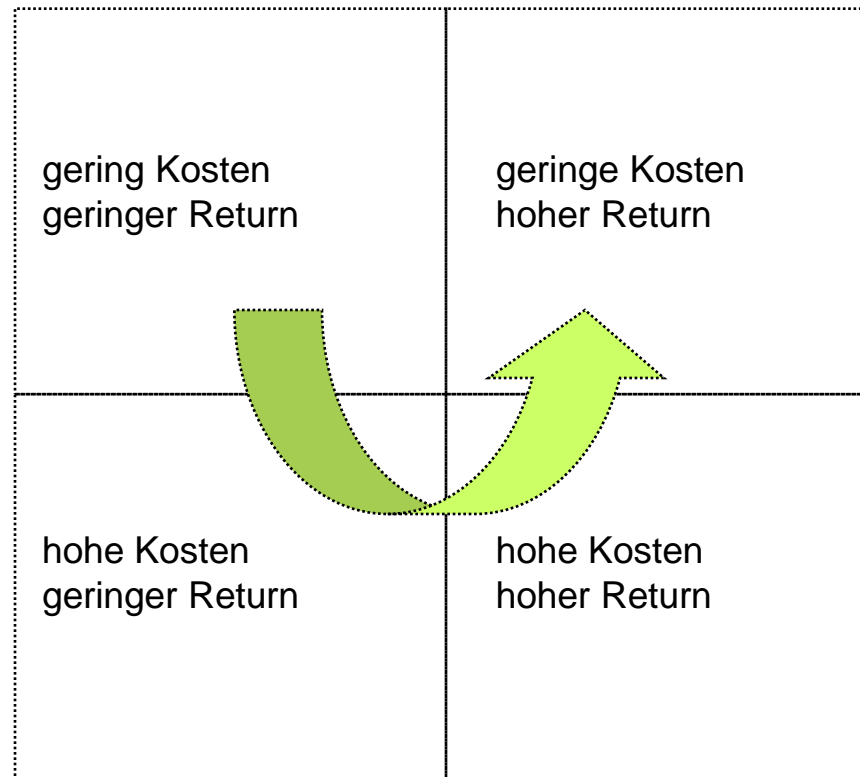 gering Kosten
geringer Return
geringe Kosten
hoher Return
hohe Kosten
geringer Return
hohe Kosten
hoher Return